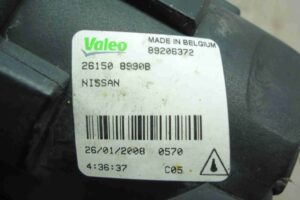 Valeo MADE IN BELGIUM
89206372
26150 8990B
NISSAN
26/01/2008 0570
4:36:37 C05